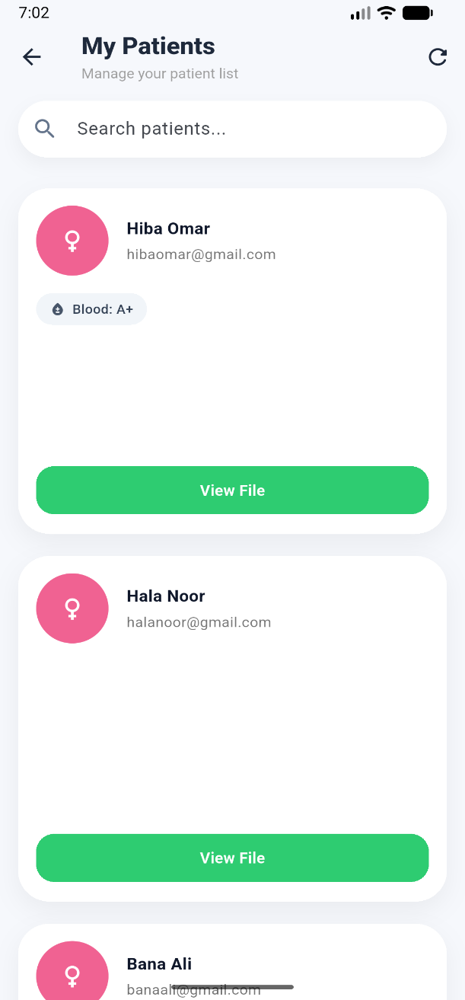 7:02
My Patients
Manage your patient list
Search patients...
Hiba Omar
hibaomar@gmail.com
Blood: A+
View File
Hala Noor
halanoor@gmail.com
View File
Bana Ali
banaali@gmail.com